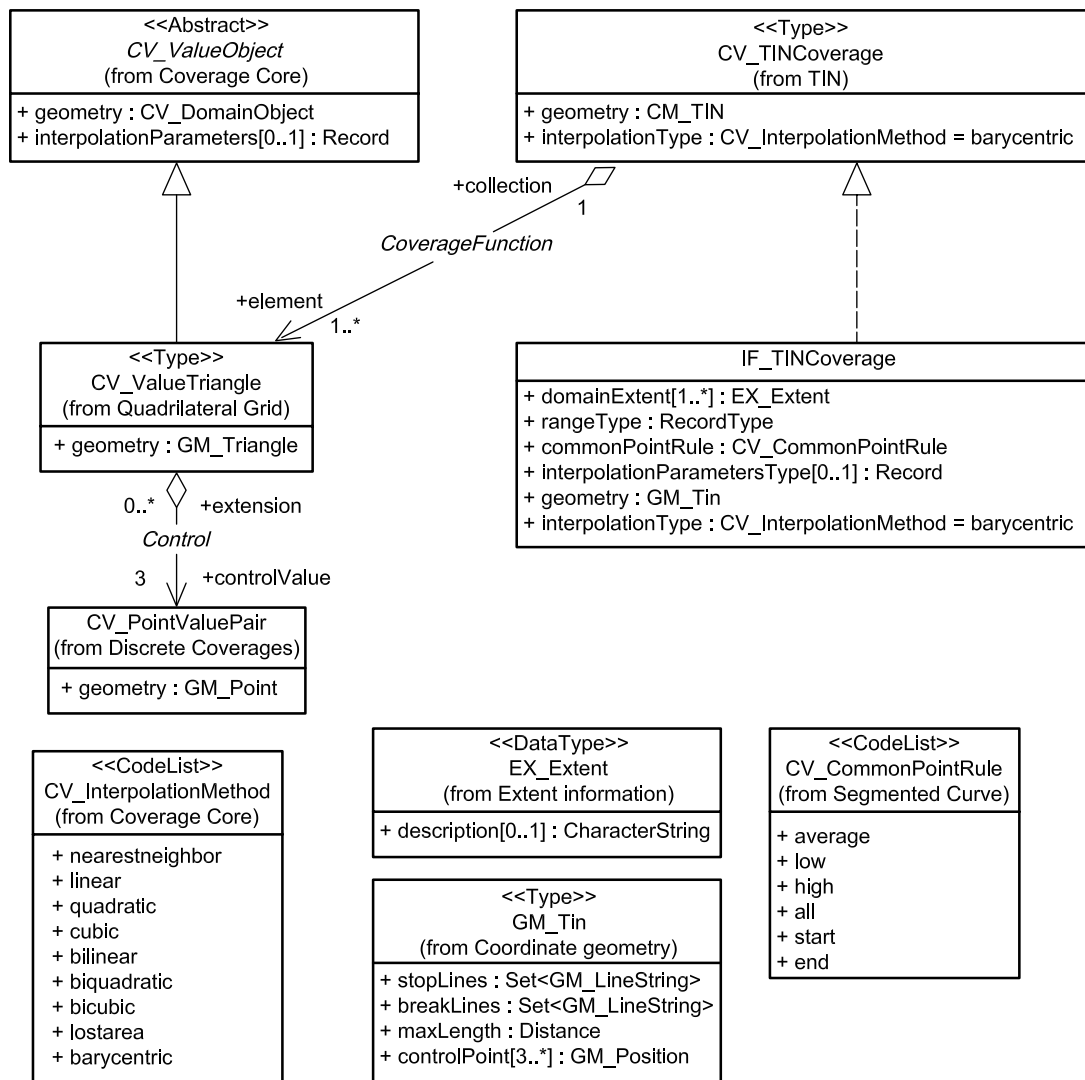 <<Abstract>>
CV_ValueObject
(from Coverage Core)
+ geometry : CV_DomainObject
+ interpolationParameters[0..1] : Record
<<Type>>
CV_TINCoverage
(from TIN)
+ geometry : CM_TIN
+ interpolationType : CV_InterpolationMethod = barycentric
+collection
1
CoverageFunction
+element
1..*
<<Type>>
CV_ValueTriangle
(from Quadrilateral Grid)
+ geometry : GM_Triangle
IF_TINCoverage
+ domainExtent[1..*] : EX_Extent
+ rangeType : RecordType
+ commonPointRule : CV_CommonPointRule
+ interpolationParametersType[0..1] : Record
+ geometry : GM_Tin
+ interpolationType : CV_InterpolationMethod = barycentric
0..* +extension
Control
3 +controlValue
CV_PointValuePair
(from Discrete Coverages)
+ geometry : GM_Point
<<CodeList>>
CV_InterpolationMethod
(from Coverage Core)
+ nearestneighbor
+ linear
+ quadratic
+ cubic
+ bilinear
+ biquadratic
+ bicubic
+ lostarea
+ barycentric
<<DataType>>
EX_Extent
(from Extent information)
+ description[0..1] : CharacterString
<<Type>>
GM_Tin
(from Coordinate geometry)
+ stopLines : Set<GM_LineString>
+ breakLines : Set<GM_LineString>
+ maxLength : Distance
+ controlPoint[3..*] : GM_Position
<<CodeList>>
CV_CommonPointRule
(from Segmented Curve)
+ average
+ low
+ high
+ all
+ start
+ end